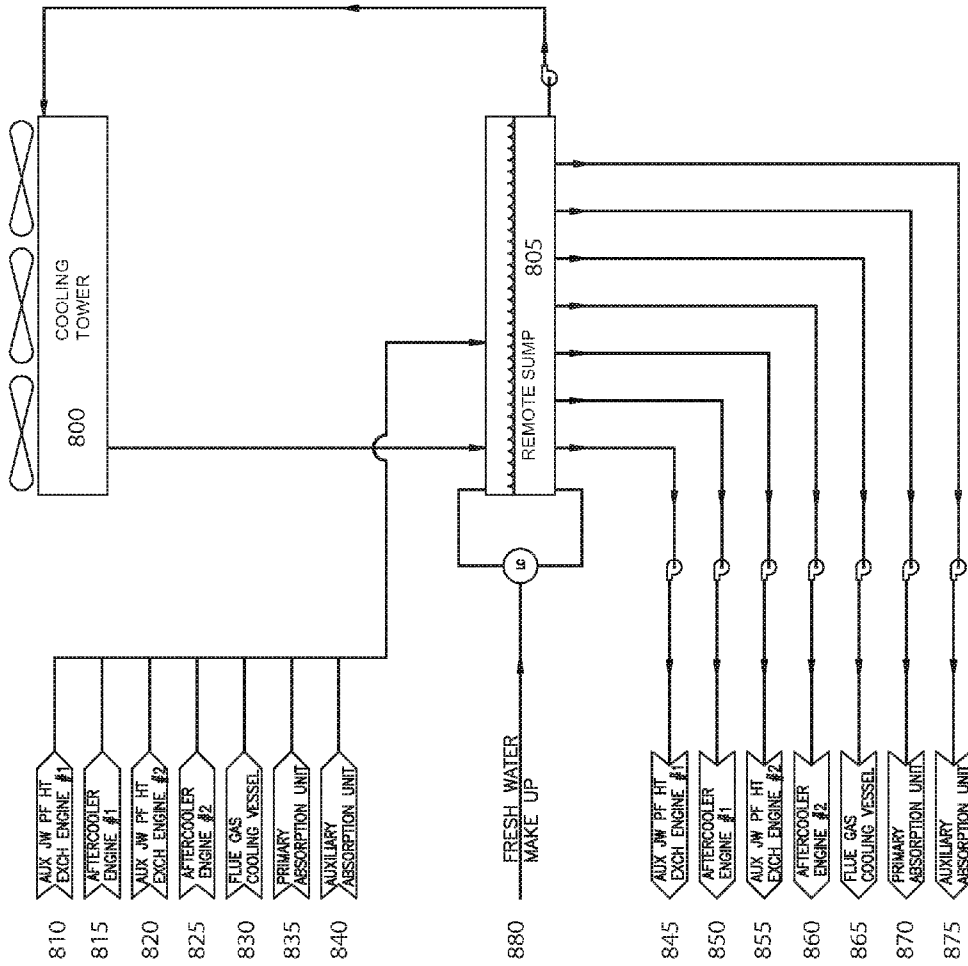 COOLING
TOWER
800
805
REMOTE SUMP
810
AUX JW PF HT
EXCH ENGINE #1
815
AFTERCOOLER
ENGINE #1
820
AUX JW PF HT
EXCH ENGINE #2
825
AFTERCOOLER
ENGINE #2
830
FLUE GAS
COOLING VESSEL
835
PRIMARY
ABSORPTION UNIT
840
AUXILIARY
ABSORPTION UNIT
880
FRESH WATER
MAKE UP
845
AUX JW PF HT
EXCH ENGINE #1
850
AFTERCOOLER
ENGINE #1
855
AUX JW PF HT
EXCH ENGINE #2
860
AFTERCOOLER
ENGINE #2
865
FLUE GAS
COOLING VESSEL
870
PRIMARY
ABSORPTION UNIT
875
AUXILIARY
ABSORPTION UNIT